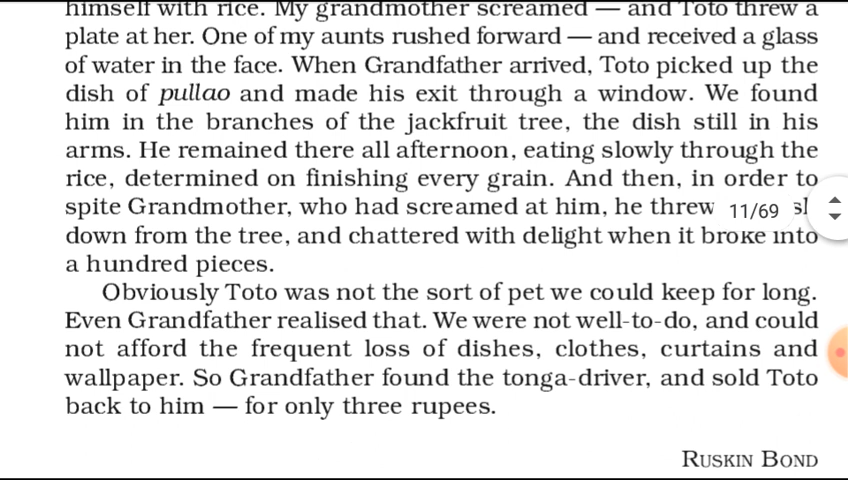 himself with rice. My grandmother screamed — and Toto threw a
plate at her. One of my aunts rushed forward — and received a glass
of water in the face. When Grandfather arrived, Toto picked up the
dish of pullao and made his exit through a window. We found
him in the branches of the jackfruit tree, the dish still in his
arms. He remained there all afternoon, eating slowly through the
rice, determined on finishing every grain. And then, in order to
spite Grandmother, who had screamed at him, he threw
11/69
down from the tree, and chattered with delight when it broke into
a hundred pieces.
Obviously Toto was not the sort of pet we could keep for long.
Even Grandfather realised that. We were not well-to-do, and could
not afford the frequent loss of dishes, clothes, curtains and
wallpaper. So Grandfather found the tonga-driver, and sold Toto
back to him — for only three rupees.
RUSKIN BOND